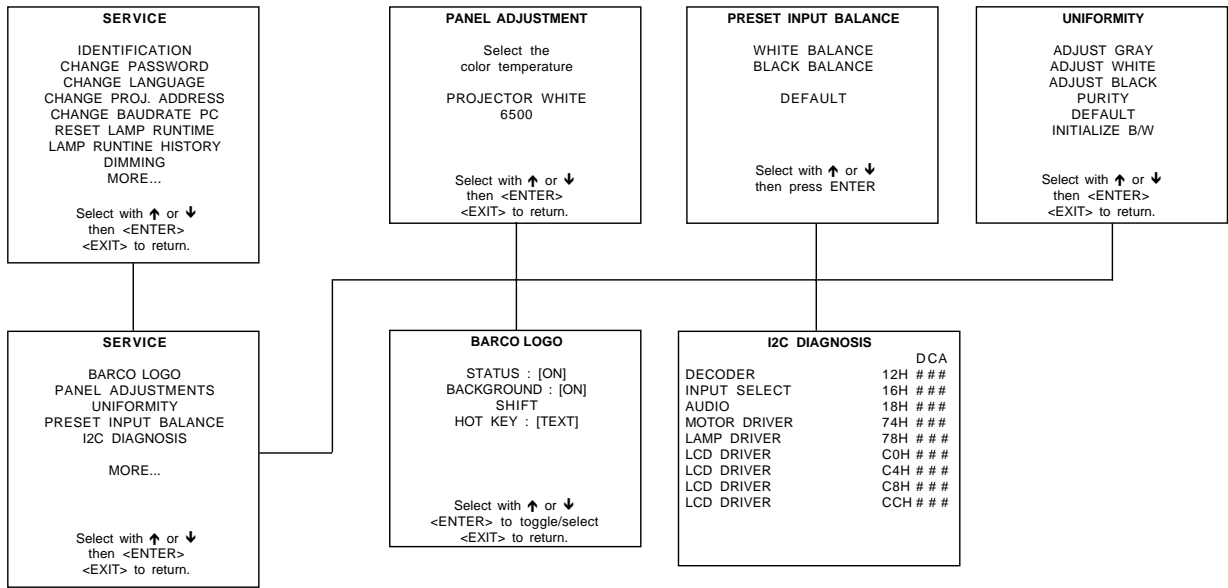 SERVICE
IDENTIFICATION
CHANGE PASSWORD
CHANGE LANGUAGE
CHANGE PROJ. ADDRESS
CHANGE BAUDRATE PC
RESET LAMP RUNTIME
LAMP RUNTINE HISTORY
DIMMING
MORE...
Select with ↑ or ↓
then <ENTER>
<EXIT> to return.
PANEL ADJUSTMENT
Select the
color temperature
PROJECTOR WHITE
6500
Select with ↑ or ↓
then <ENTER>
<EXIT> to return.
PRESET INPUT BALANCE
WHITE BALANCE
BLACK BALANCE
DEFAULT
Select with ↑ or ↓
then press ENTER
UNIFORMITY
ADJUST GRAY
ADJUST WHITE
ADJUST BLACK
PURITY
DEFAULT
INITIALIZE B/W
Select with ↑ or ↓
then <ENTER>
<EXIT> to return.
SERVICE
BARCO LOGO
PANEL ADJUSTMENTS
UNIFORMITY
PRESET INPUT BALANCE
I2C DIAGNOSIS
MORE...
Select with ↑ or ↓
then <ENTER>
<EXIT> to return.
BARCO LOGO
STATUS : [ON]
BACKGROUND : [ON]
SHIFT
HOT KEY : [TEXT]
Select with ↑ or ↓
<ENTER> to toggle/select
<EXIT> to return.
I2C DIAGNOSIS
DCA
DECODER 12H # # #
INPUT SELECT 16H # # #
AUDIO 18H # # #
MOTOR DRIVER 74H # # #
LAMP DRIVER 78H # # #
LCD DRIVER C0H # # #
LCD DRIVER C4H # # #
LCD DRIVER C8H # # #
LCD DRIVER CCH # # #